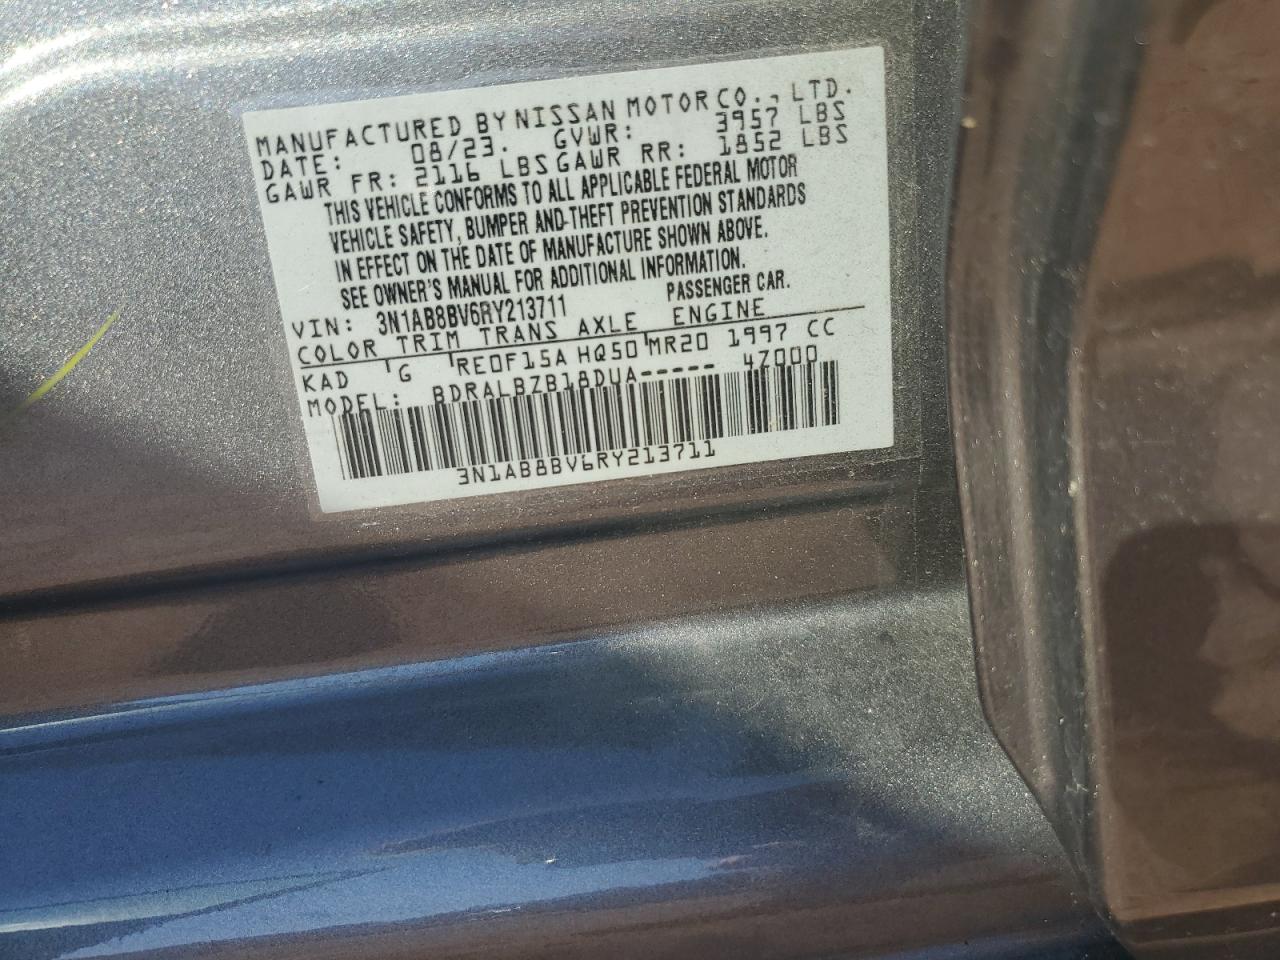 MANUFACTURED BY NISSAN MOTOR CO., LTD.
DATE: 08/23. GVWR: 3957 LBS
GAWR FR: 2116 LBS GAWR RR: 1852 LBS
THIS VEHICLE CONFORMS TO ALL APPLICABLE FEDERAL MOTOR
VEHICLE SAFETY, BUMPER AND-THEFT PREVENTION STANDARDS
IN EFFECT ON THE DATE OF MANUFACTURE SHOWN ABOVE.
SEE OWNER'S MANUAL FOR ADDITIONAL INFORMATION.
VIN: 3N1AB8BV6RY213711 PASSENGER CAR.
COLOR TRIM TRANS AXLE ENGINE
KAD G RE0F15A HQ50 MR20 1997 CC
MODEL: BDRALBZB18DUA----- 4Z000
3N1AB8BV6RY213711